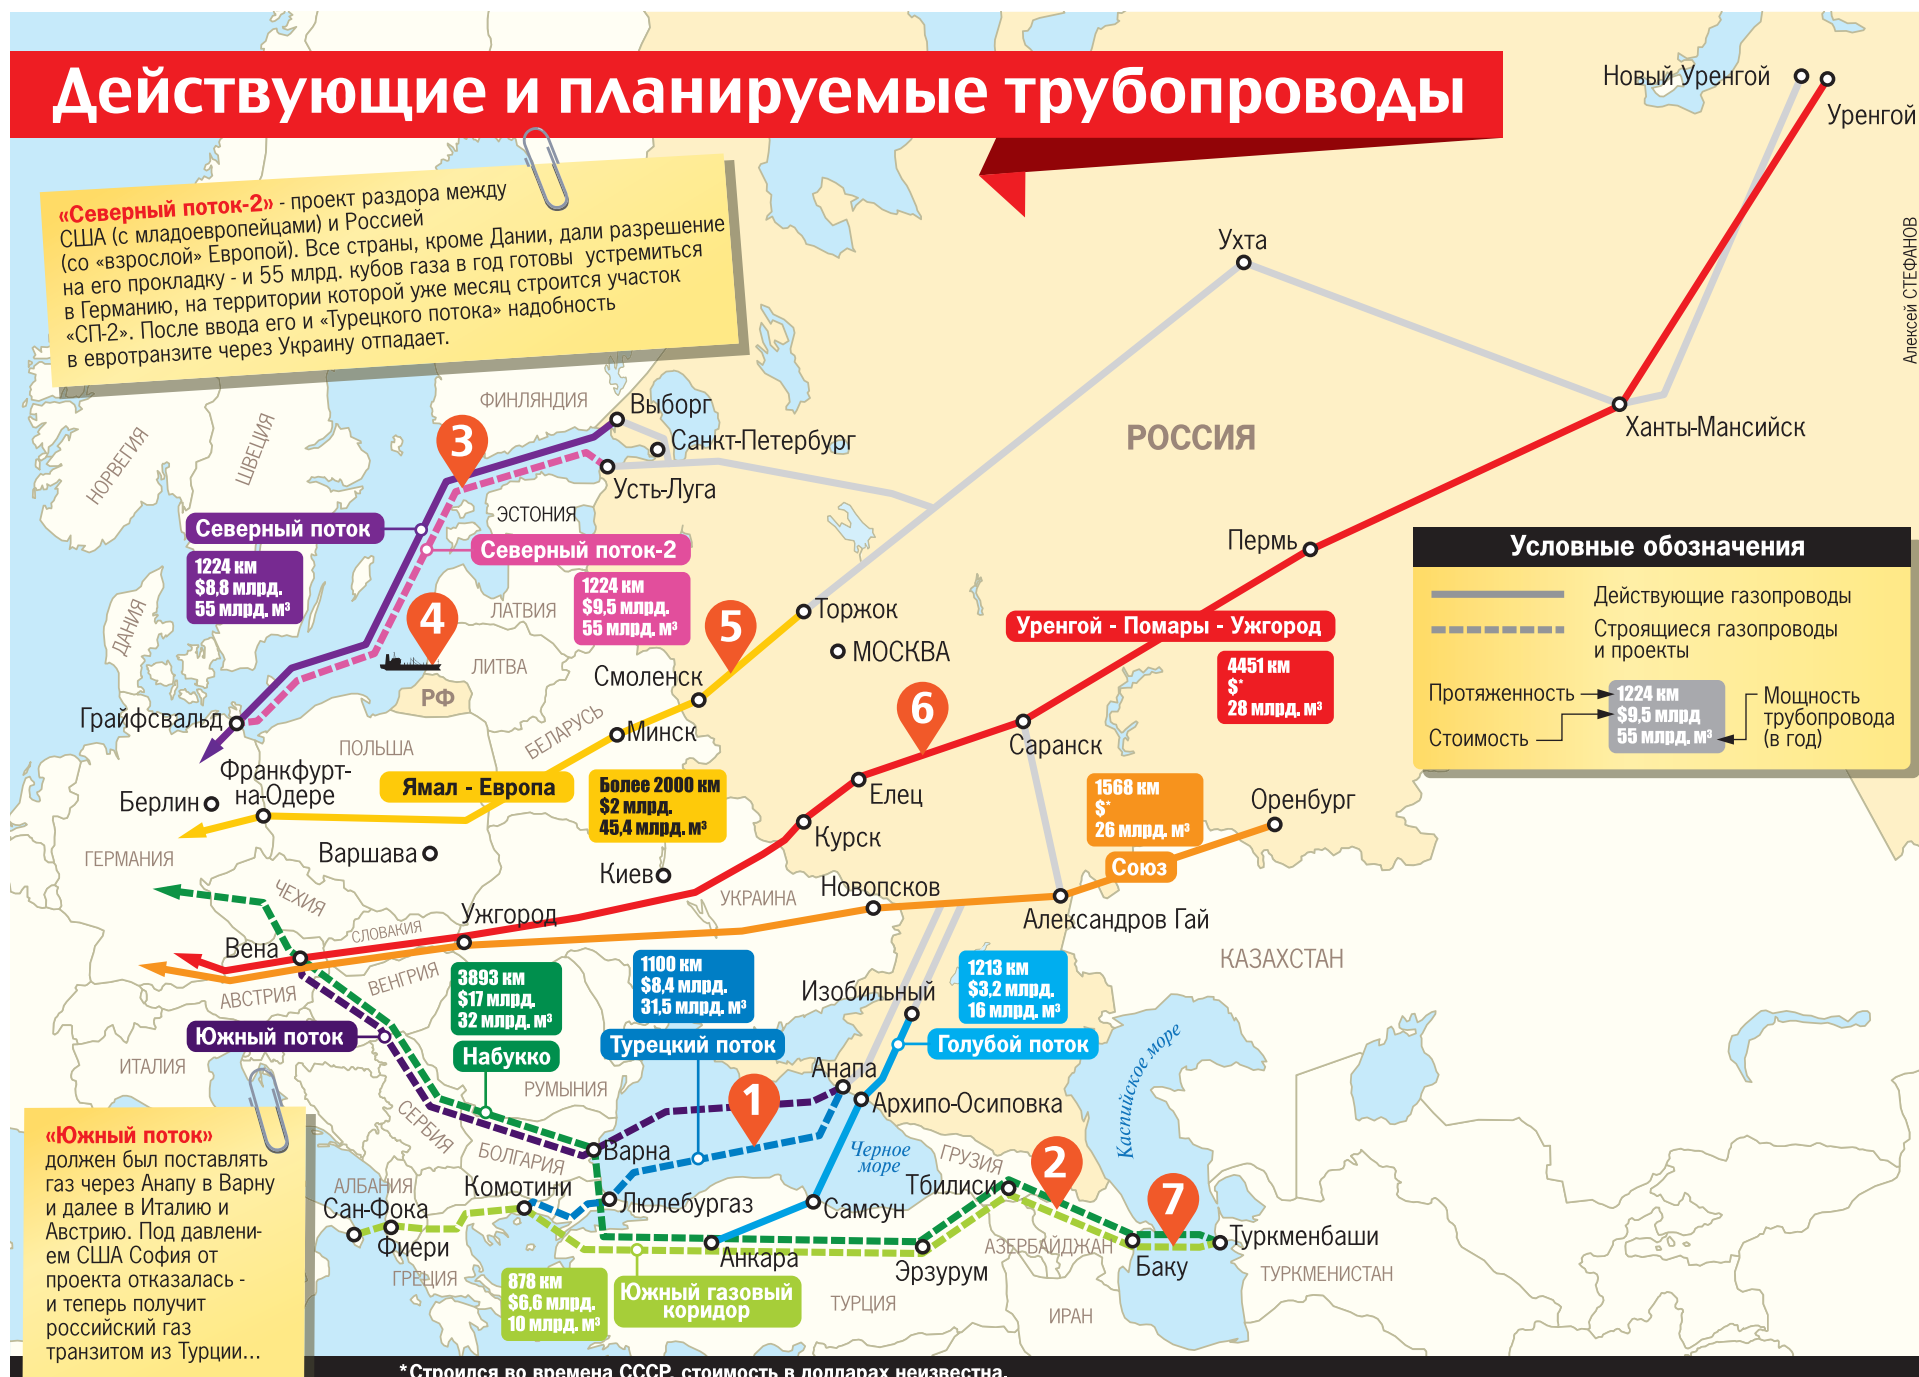 Действующие и планируемые трубопроводы
«Северный поток-2» - проект раздора между
США (с младоевропейцами) и Россией
(со «взрослой» Европой). Все страны, кроме Дании, дали разрешение
на его прокладку - и 55 млрд. кубов газа в год готовы устремиться
в Германию, на территории которой уже месяц строится участок
«СП-2». После ввода его и «Турецкого потока» надобность
в евротранзите через Украину отпадает.
Новый Уренгой
Уренгой
Алексей СТЕФАНОВ
Ухта
Ханты-Мансийск
РОССИЯ
Пермь
ФИНЛЯНДИЯ
Выборг
Санкт-Петербург
Усть-Луга
НОРВЕГИЯ
ШВЕЦИЯ
3
ЭСТОНИЯ
Северный поток
1224 км
$8,8 млрд.
55 млрд. м³
Северный поток-2
1224 км
$9,5 млрд.
55 млрд. м³
ДАНИЯ
ЛАТВИЯ
4
ЛИТВА
РФ
5
Торжок
МОСКВА
Смоленск
Минск
БЕЛАРУСЬ
Уренгой - Помары - Ужгород
4451 км
$*
28 млрд. м³
Условные обозначения
Действующие газопроводы
Строящиеся газопроводы
и проекты
Протяженность
Стоимость
1224 км
$9,5 млрд
55 млрд. м³
Мощность
трубопровода
(в год)
Грайфсвальд
ПОЛЬША
Франкфурт-
на-Одере
Берлин
Ямал - Европа
Более 2000 км
$2 млрд.
45,4 млрд. м³
6
Саранск
Елец
Курск
1568 км
$*
26 млрд. м³
Союз
Оренбург
ГЕРМАНИЯ
Варшава
Киев
УКРАИНА
Новопсков
Александров Гай
ЧЕХИЯ
Ужгород
СЛОВАКИЯ
Вена
ВЕНГРИЯ
АВСТРИЯ
КАЗАХСТАН
3893 км
$17 млрд.
32 млрд. м³
Набукко
1100 км
$8,4 млрд.
31,5 млрд. м³
Турецкий поток
Изобильный
1213 км
$3,2 млрд.
16 млрд. м³
Голубой поток
Южный поток
ИТАЛИЯ
РУМЫНИЯ
Анапа
Архипо-Осиповка
Каспийское море
1
СЕРБИЯ
БОЛГАРИЯ
Варна
Черное
море
ГРУЗИЯ
2
Тбилиси
7
АЛБАНИЯ
Сан-Фока
Фиери
Комотини
Люлебургаз
Самсун
Анкара
Эрзурум
АЗЕРБАЙДЖАН
Баку
Туркменбаши
ТУРКМЕНИСТАН
ГРЕЦИЯ
878 км
$6,6 млрд.
10 млрд. м³
Южный газовый
коридор
ТУРЦИЯ
ИРАН
«Южный поток»
должен был поставлять
газ через Анапу в Варну
и далее в Италию и
Австрию. Под давлени-
ем США София от
проекта отказалась -
и теперь получит
российский газ
транзитом из Турции...
* Строился во времена СССР, стоимость в долларах неизвестна.